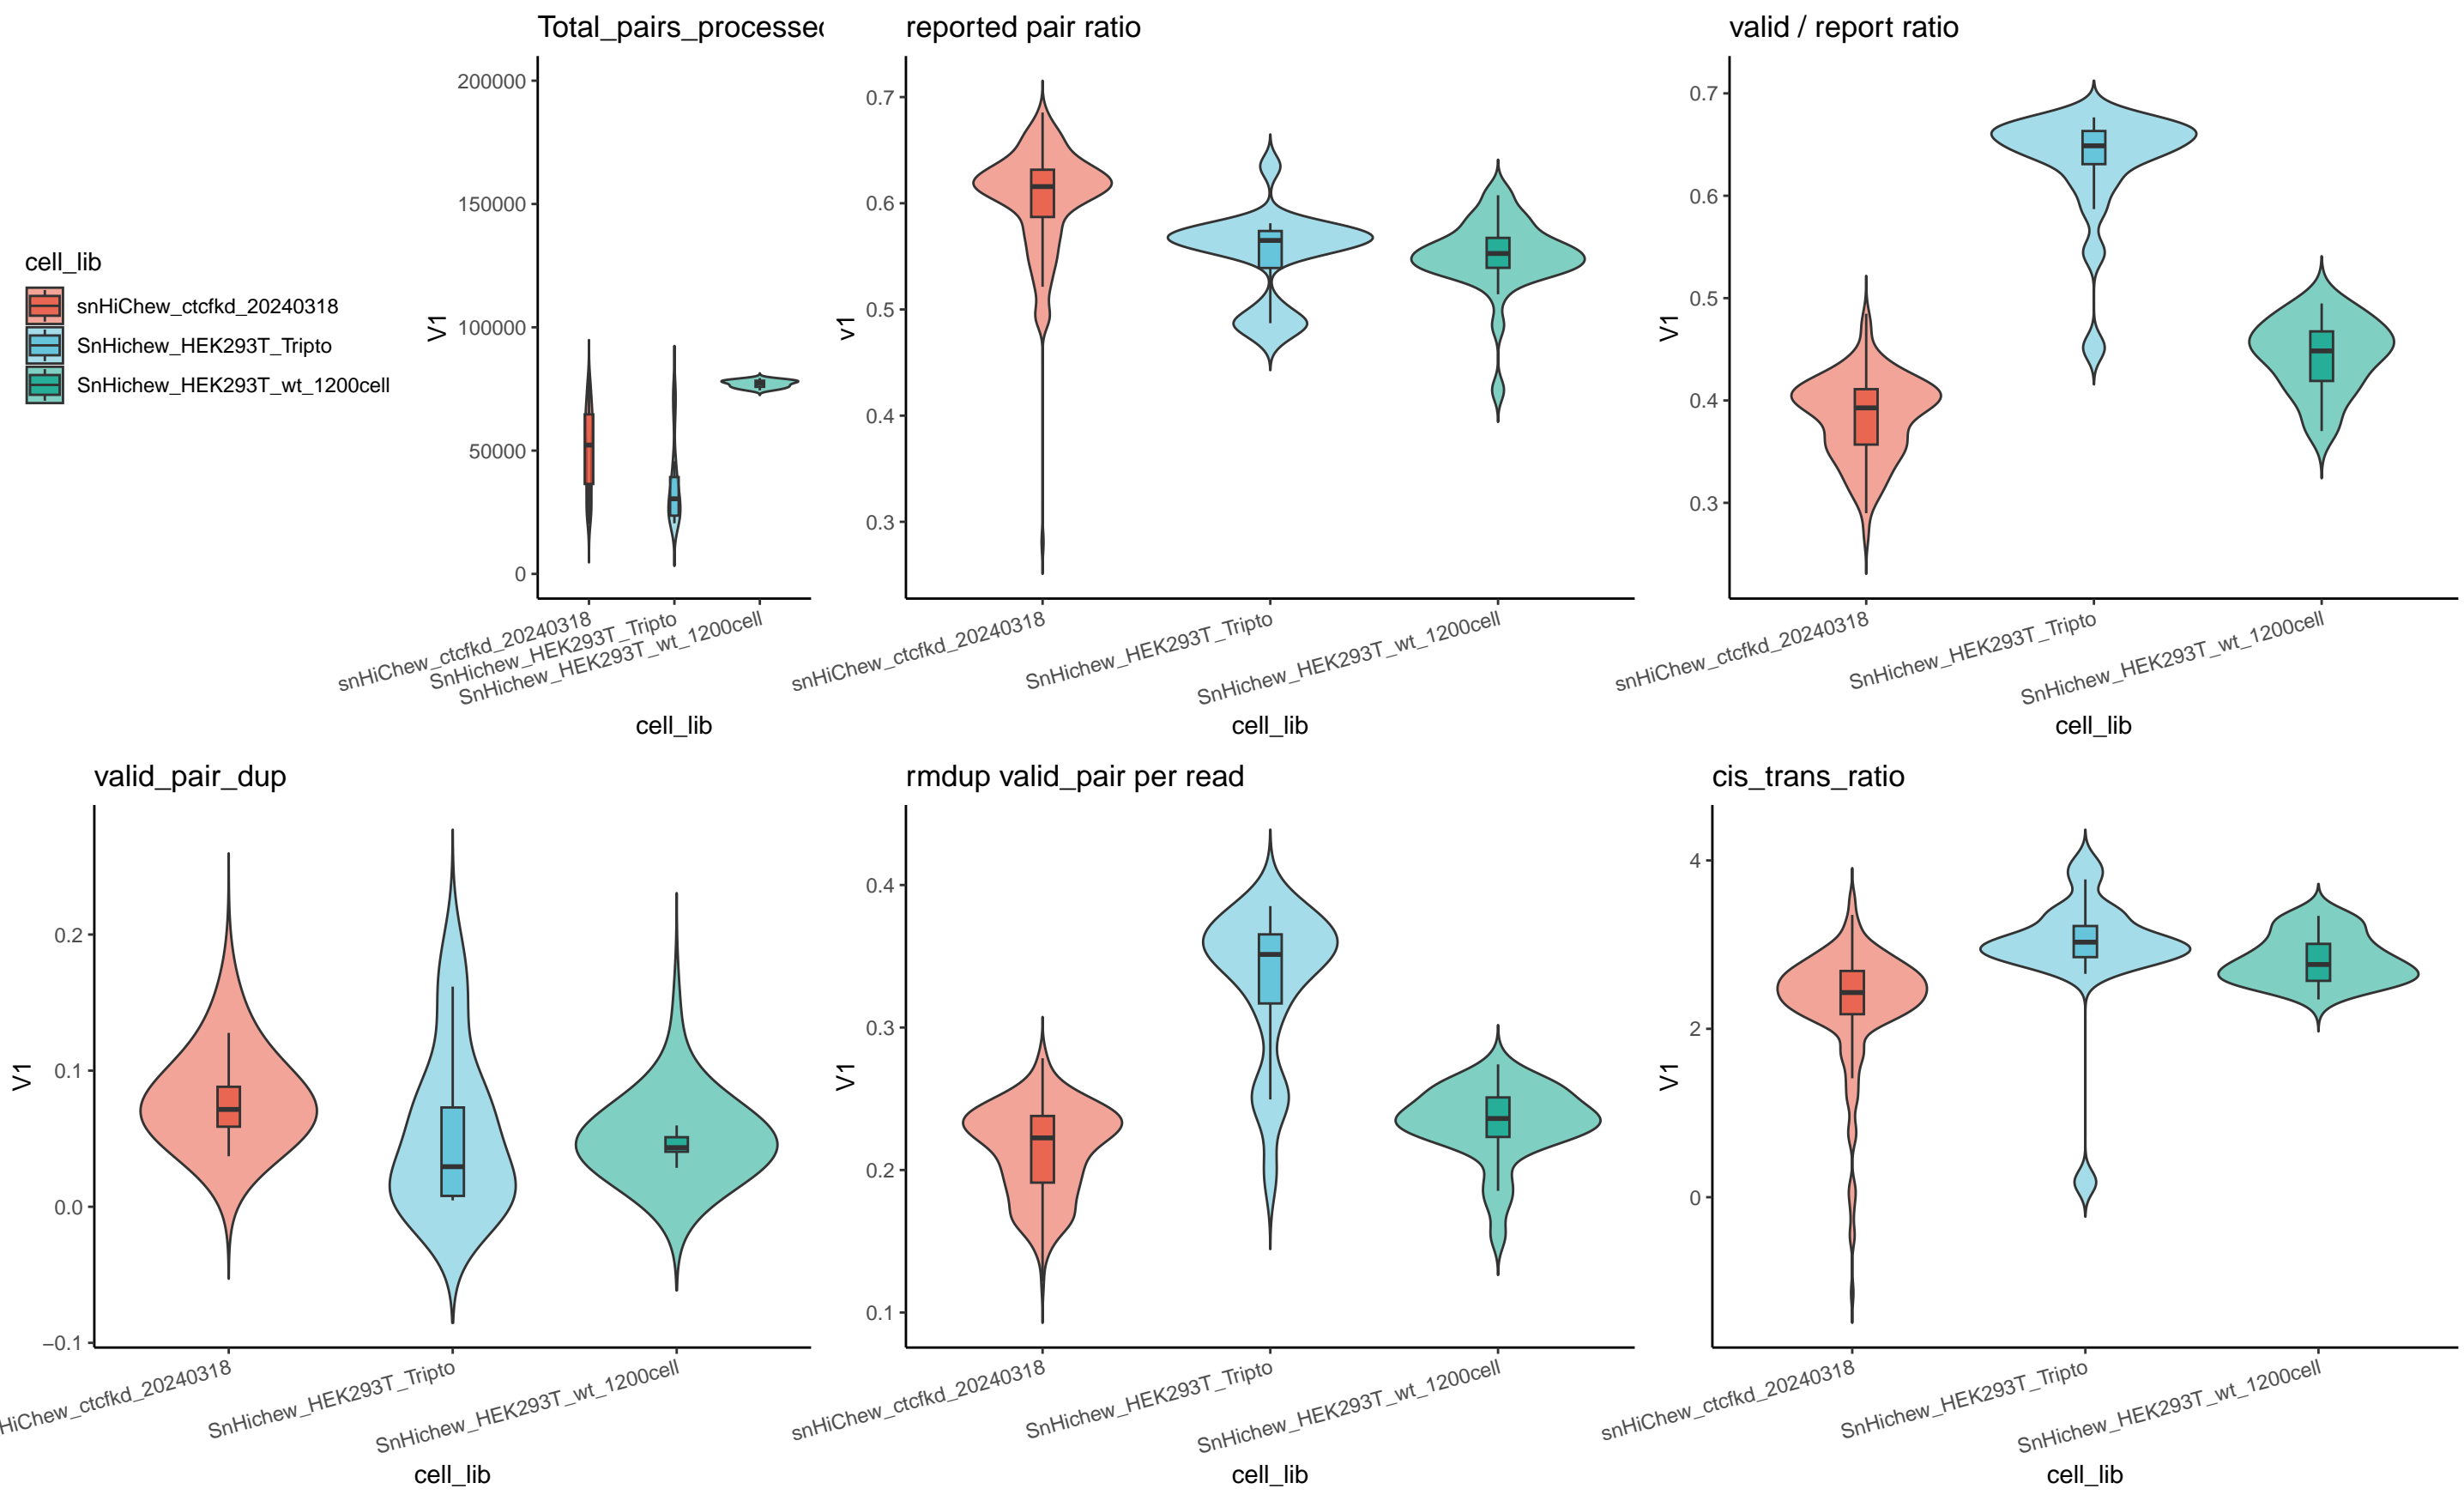 cell_lib
snHiChew_ctcfkd_20240318
SnHichew_HEK293T_Tripto
SnHichew_HEK293T_wt_1200cell
Total_pairs_processed
V1
200000
150000
100000
50000
0
snHiChew_ctcfkd_20240318
SnHichew_HEK293T_Tripto
SnHichew_HEK293T_wt_1200cell
cell_lib
reported pair ratio
v1
0.7
0.6
0.5
0.4
0.3
snHiChew_ctcfkd_20240318
SnHichew_HEK293T_Tripto
SnHichew_HEK293T_wt_1200cell
cell_lib
valid / report ratio
V1
0.7
0.6
0.5
0.4
0.3
snHiChew_ctcfkd_20240318
SnHichew_HEK293T_Tripto
SnHichew_HEK293T_wt_1200cell
cell_lib
valid_pair_dup
V1
0.2
0.1
0.0
−0.1
HiChew_ctcfkd_20240318
SnHichew_HEK293T_Tripto
SnHichew_HEK293T_wt_1200cell
cell_lib
rmdup valid_pair per read
V1
0.4
0.3
0.2
0.1
snHiChew_ctcfkd_20240318
SnHichew_HEK293T_Tripto
SnHichew_HEK293T_wt_1200cell
cell_lib
cis_trans_ratio
V1
4
2
0
snHiChew_ctcfkd_20240318
SnHichew_HEK293T_Tripto
SnHichew_HEK293T_wt_1200cell
cell_lib